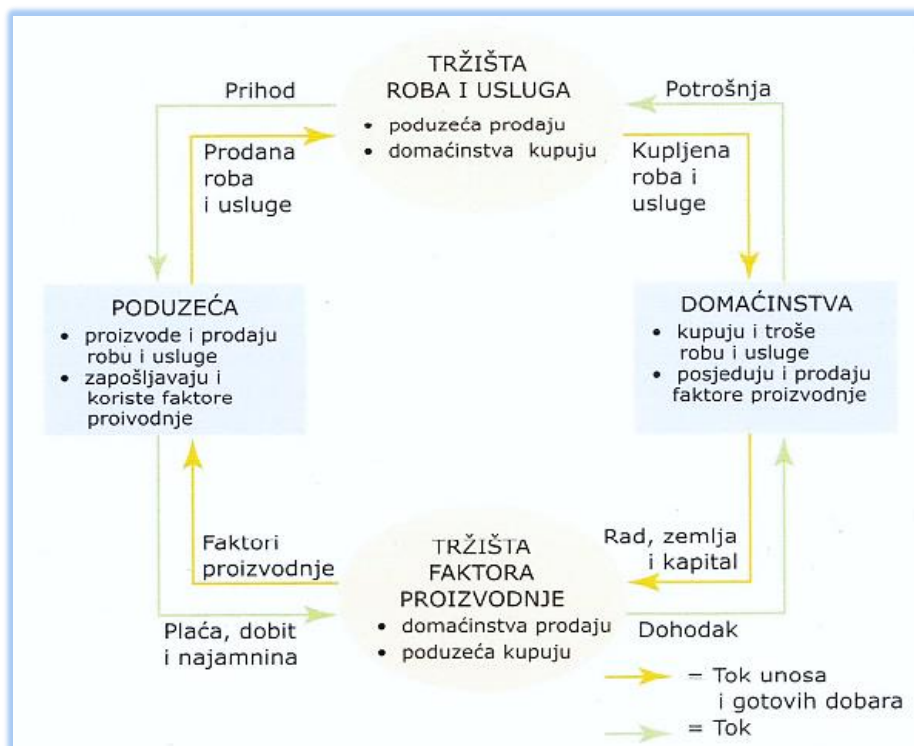 TRŽIŠTA
ROBA I USLUGA
• poduzeća prodaju
• domaćinstva kupuju
Prihod
Potrošnja
Prodana
roba
i usluge
Kupljena
roba i
usluge
PODUZEĆA
• proizvode i prodaju
robu i usluge
• zapošljavaju i
koriste faktore
proivodnje
DOMAĆINSTVA
• kupuju i troše
robu i usluge
• posjeduju i prodaju
faktore proizvodnje
Faktori
proizvodnje
TRŽIŠTA
FAKTORA
PROIZVODNJE
• domaćinstva prodaju
• poduzeća kupuju
Rad, zemlja
i kapital
Plaća, dobit
i najamnina
Dohodak
= Tok unosa
i gotovih dobara
= Tok